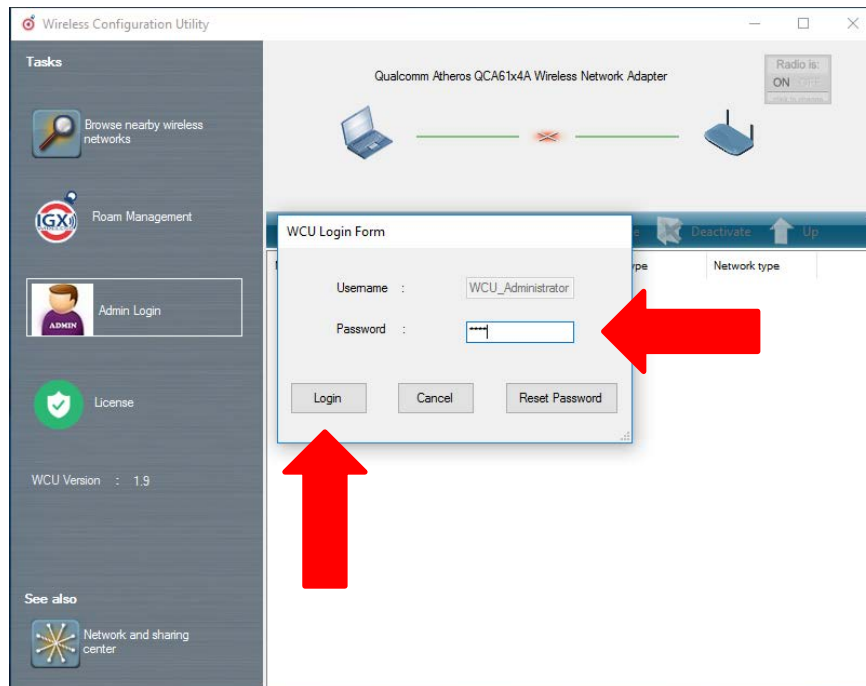 Wireless Configuration Utility
Tasks
Qualcomm Atheros QCA61x4A Wireless Network Adapter
Radio is:
ON OFF
Browse nearby wireless
networks
IGX
Roam Management
WCU Login Form
Deactivate
Up
Network type
Username :
WCU_Administrator
Password :
****
ADMIN
Admin Login
Login
Cancel
Reset Password
License
WCU Version : 1.9
See also
Network and sharing
center